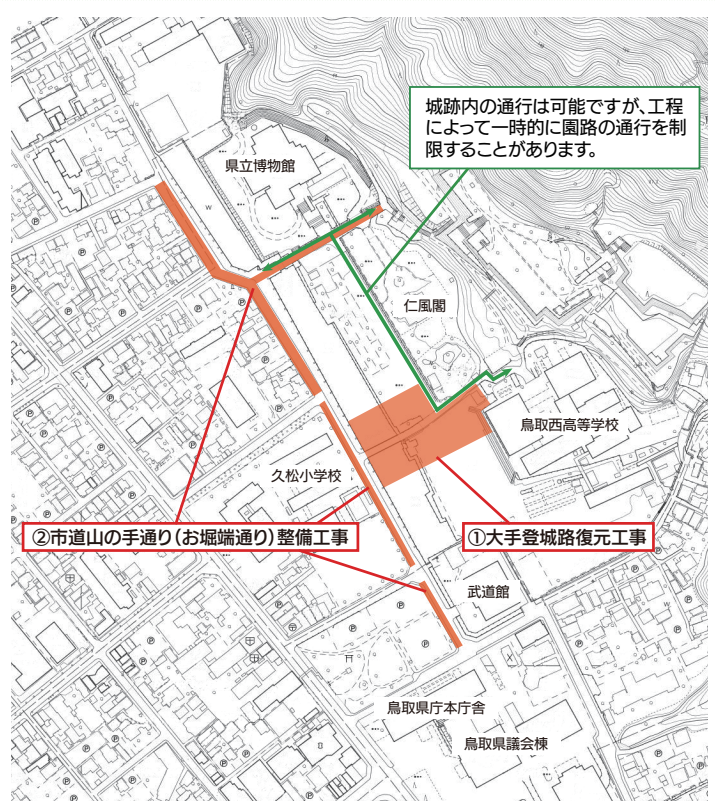 城跡内の通行は可能ですが、工程
によって一時的に園路の通行を制
限することがあります。
県立博物館
仁風閣
鳥取西高等学校
久松小学校
②市道山の手通り(お堀端通り)整備工事
①大手登城路復元工事
武道館
鳥取県庁本庁舎
鳥取県議会棟